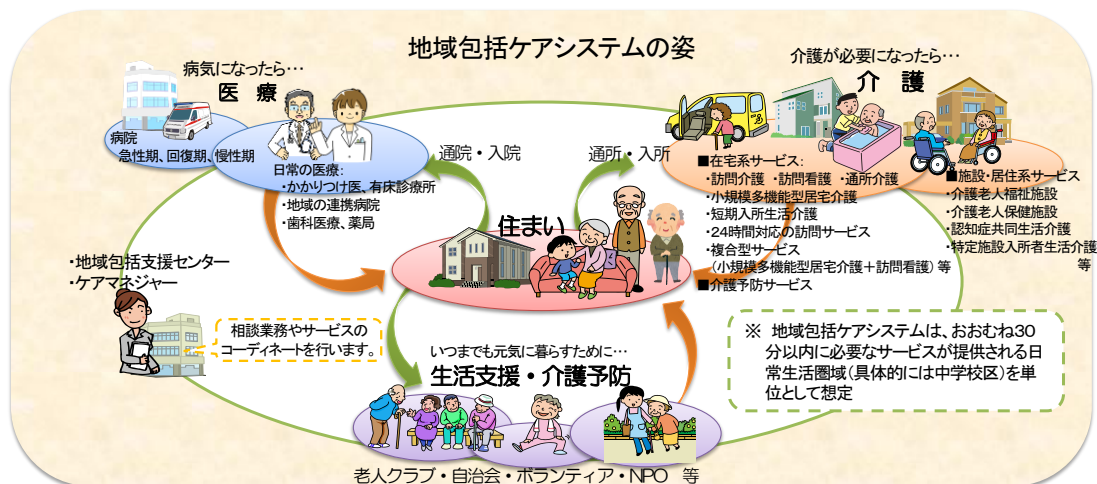 地域包括ケアシステムの姿
病気になったら…
医 療
病院
急性期、回復期、慢性期
日常の医療:
・かかりつけ医、有床診療所
・地域の連携病院
・歯科医療、薬局
通院・入院
通所・入所
介護が必要になったら…
介 護
■在宅系サービス:
・訪問介護 ・訪問看護 ・通所介護
・小規模多機能型居宅介護
・短期入所生活介護
・24時間対応の訪問サービス
・複合型サービス
(小規模多機能型居宅介護+訪問看護)等
■介護予防サービス
■施設・居住系サービス
・介護老人福祉施設
・介護老人保健施設
・認知症共同生活介護
・特定施設入所者生活介護
等
住まい
・地域包括支援センター
・ケアマネジャー
相談業務やサービスの
コーディネートを行います。
いつまでも元気に暮らすために…
生活支援・介護予防
老人クラブ・自治会・ボランティア・NPO 等
※ 地域包括ケアシステムは、おおむね30
分以内に必要なサービスが提供される日
常生活圏域(具体的には中学校区)を単
位として想定